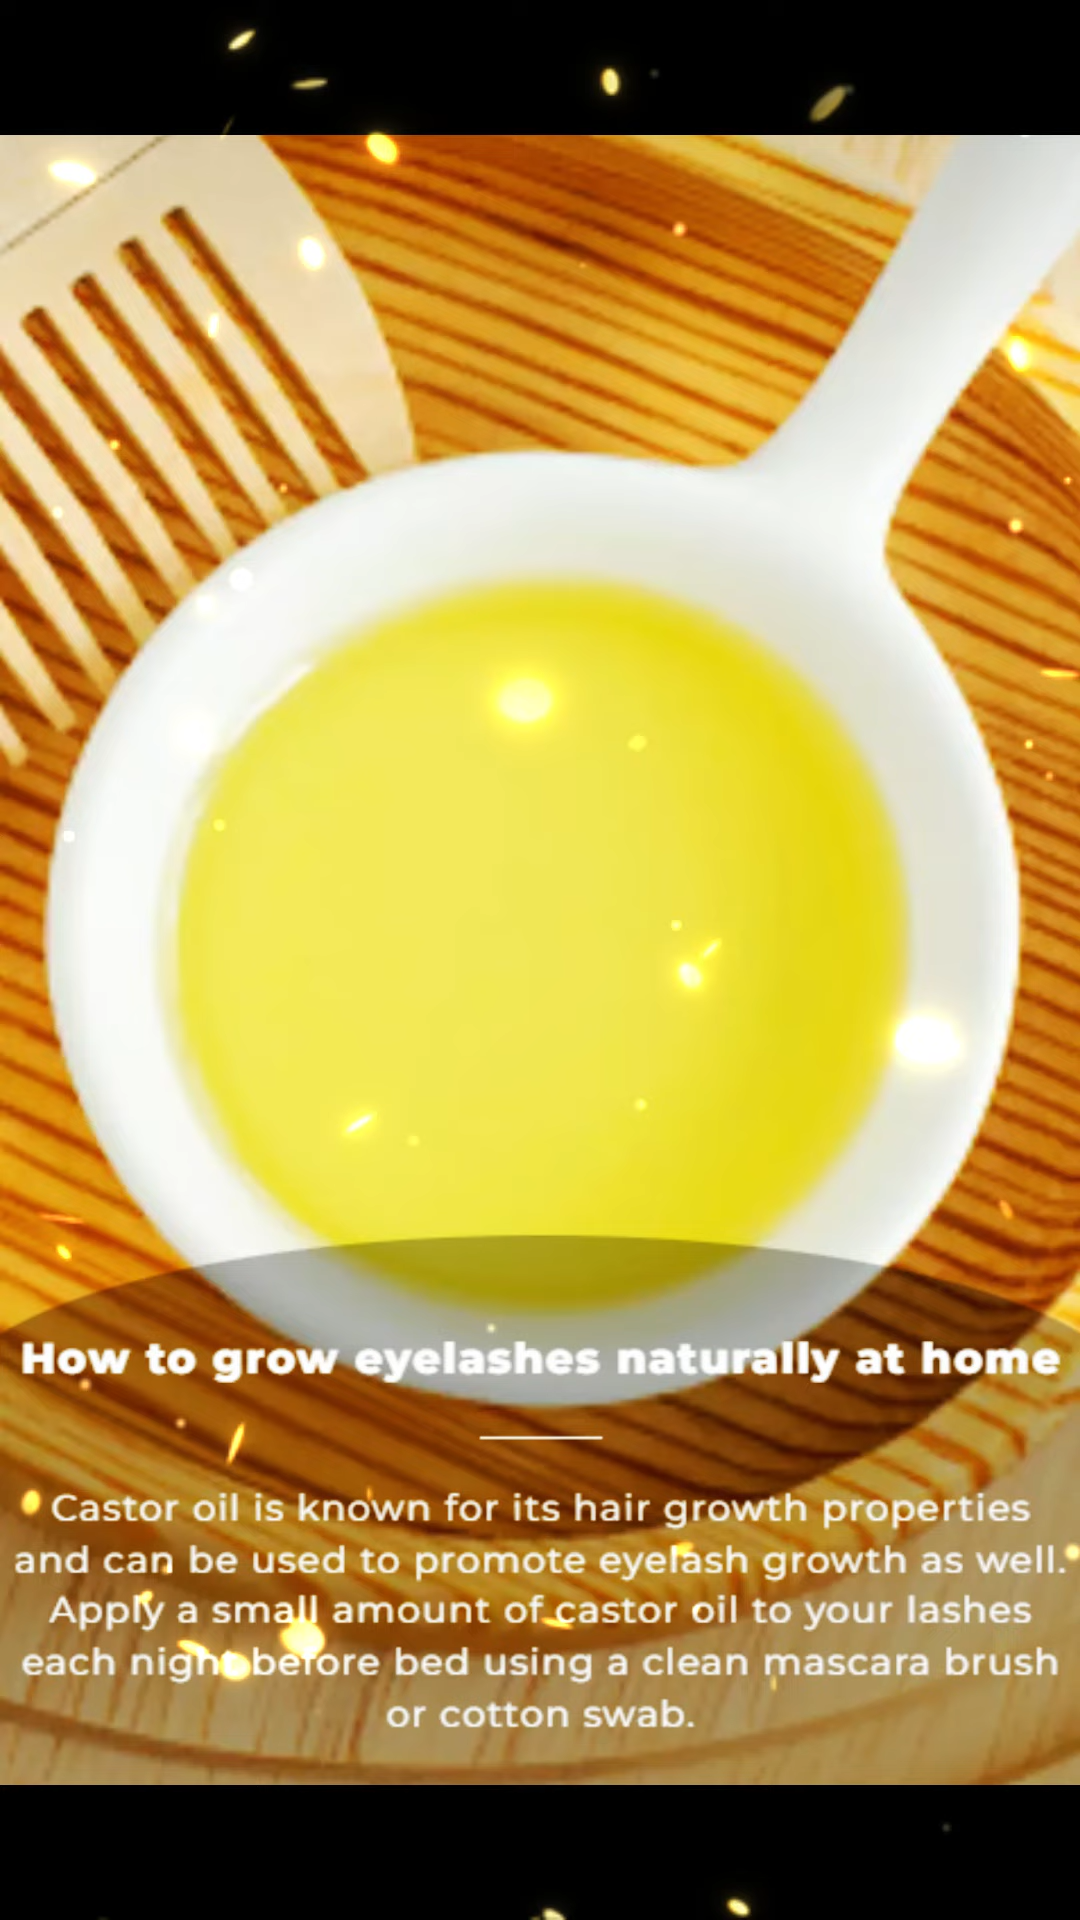 How to grow eyelashes naturally at home
Castor oil is known for its hair growth properties
and can be used to promote eyelash growth as well.
Apply a small amount of castor oil to your lashes
each night before bed using a clean mascara brush
or cotton swab.